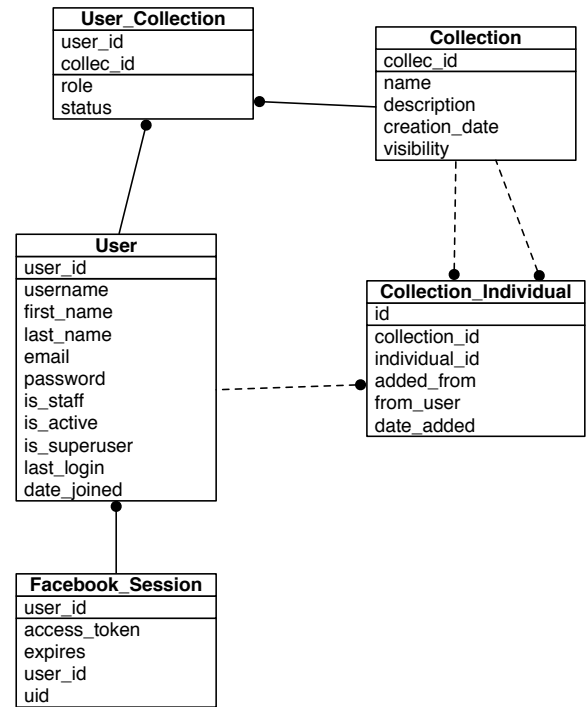 User_Collection
user_id
collec_id
role
status
Collection
collec_id
name
description
creation_date
visibility
User
user_id
username
first_name
last_name
email
password
is_staff
is_active
is_superuser
last_login
date_joined
Collection_Individual
id
collection_id
individual_id
added_from
from_user
date_added
Facebook_Session
user_id
access_token
expires
user_id
uid